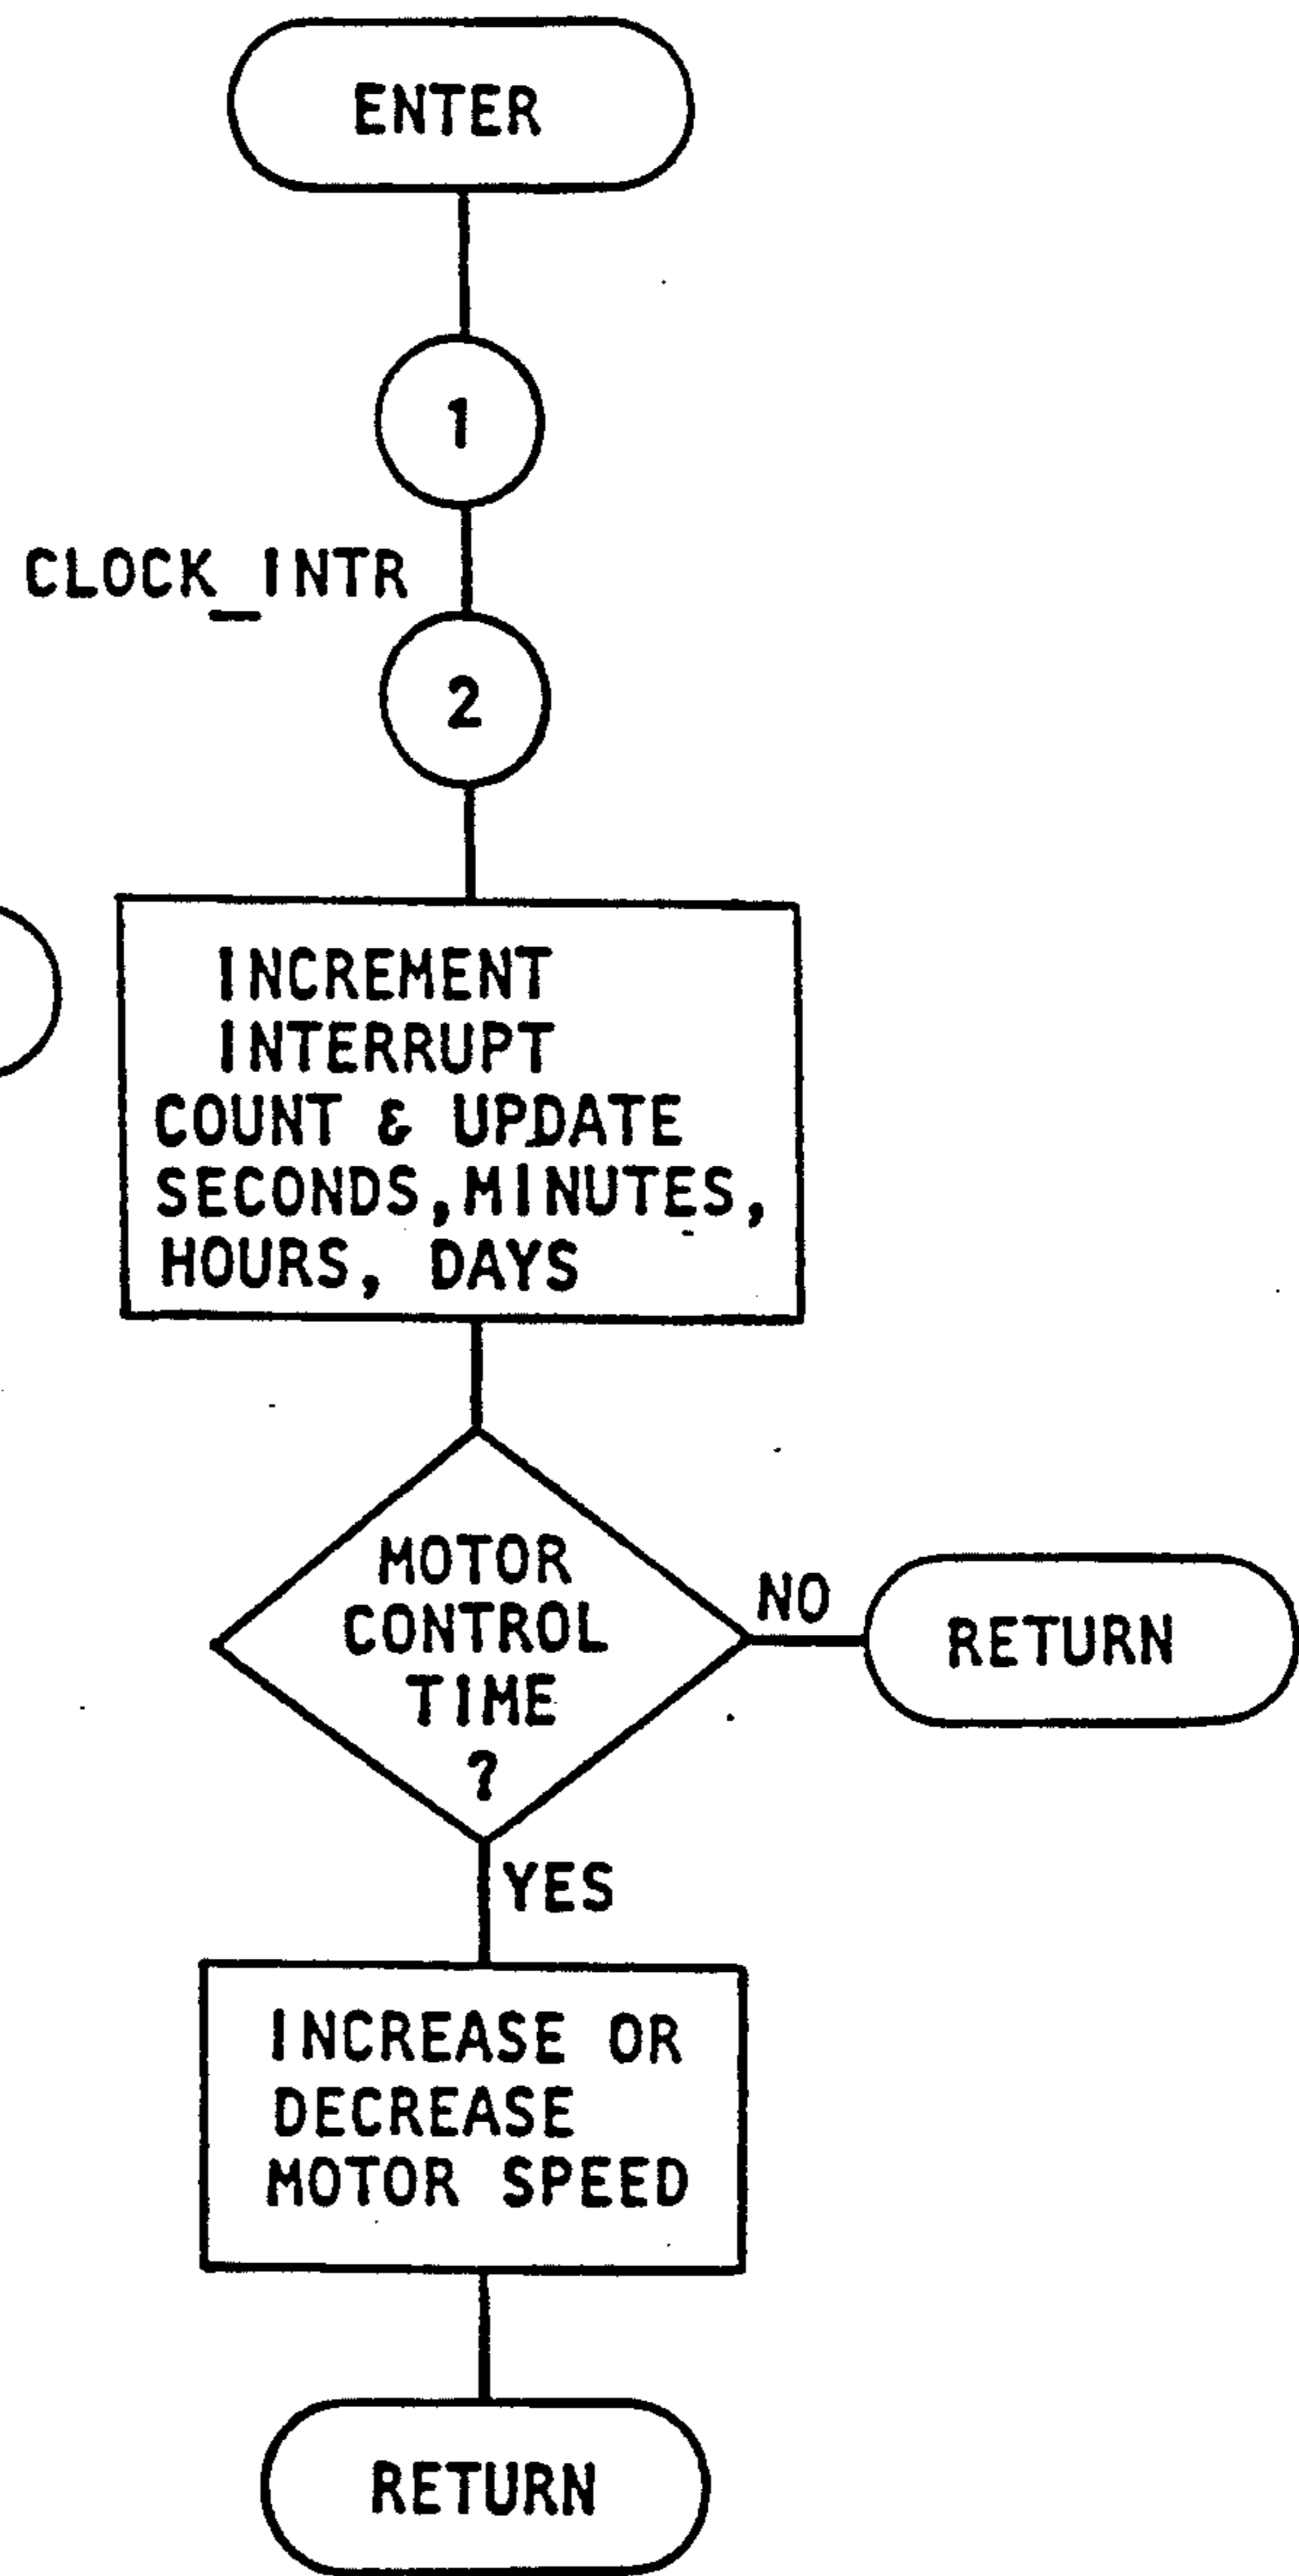 ENTER
1
CLOCK_INTR
2
INCREMENT
INTERRUPT
COUNT & UPDATE
SECONDS, MINUTES,
HOURS, DAYS
MOTOR
CONTROL
TIME
?
NO
RETURN
YES
INCREASE OR
DECREASE
MOTOR SPEED
RETURN